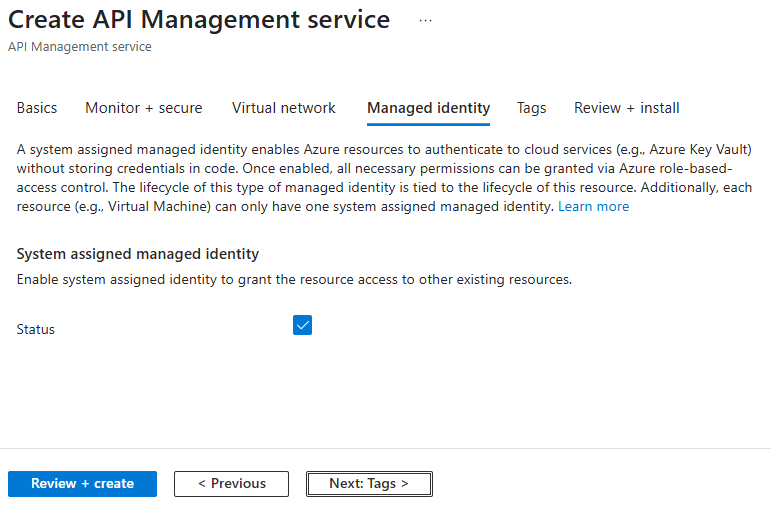 Create API Management service ...
API Management service
Basics Monitor + secure Virtual network Managed identity Tags Review + install
A system assigned managed identity enables Azure resources to authenticate to cloud services (e.g., Azure Key Vault)
without storing credentials in code. Once enabled, all necessary permissions can be granted via Azure role-based-
access control. The lifecycle of this type of managed identity is tied to the lifecycle of this resource. Additionally, each
resource (e.g., Virtual Machine) can only have one system assigned managed identity. Learn more
System assigned managed identity
Enable system assigned identity to grant the resource access to other existing resources.
Status
Review + create < Previous Next: Tags >